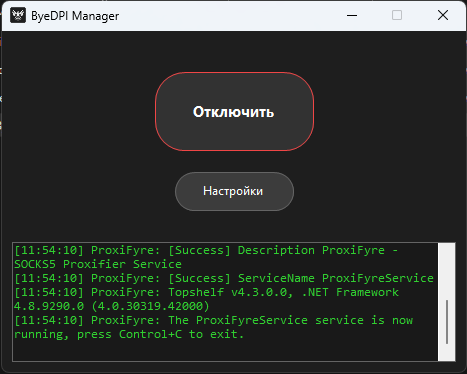 ByeDPI Manager
Отключить
Настройки
[11:54:10] ProxiFyre: [Success] Description ProxiFyre -
SOCKS5 Proxifier Service
[11:54:10] ProxiFyre: [Success] ServiceName ProxiFyreService
[11:54:10] ProxiFyre: Topshelf v4.3.0.0, .NET Framework
4.8.9290.0 (4.0.30319.42000)
[11:54:10] ProxiFyre: The ProxiFyreService service is now
running, press Control+C to exit.